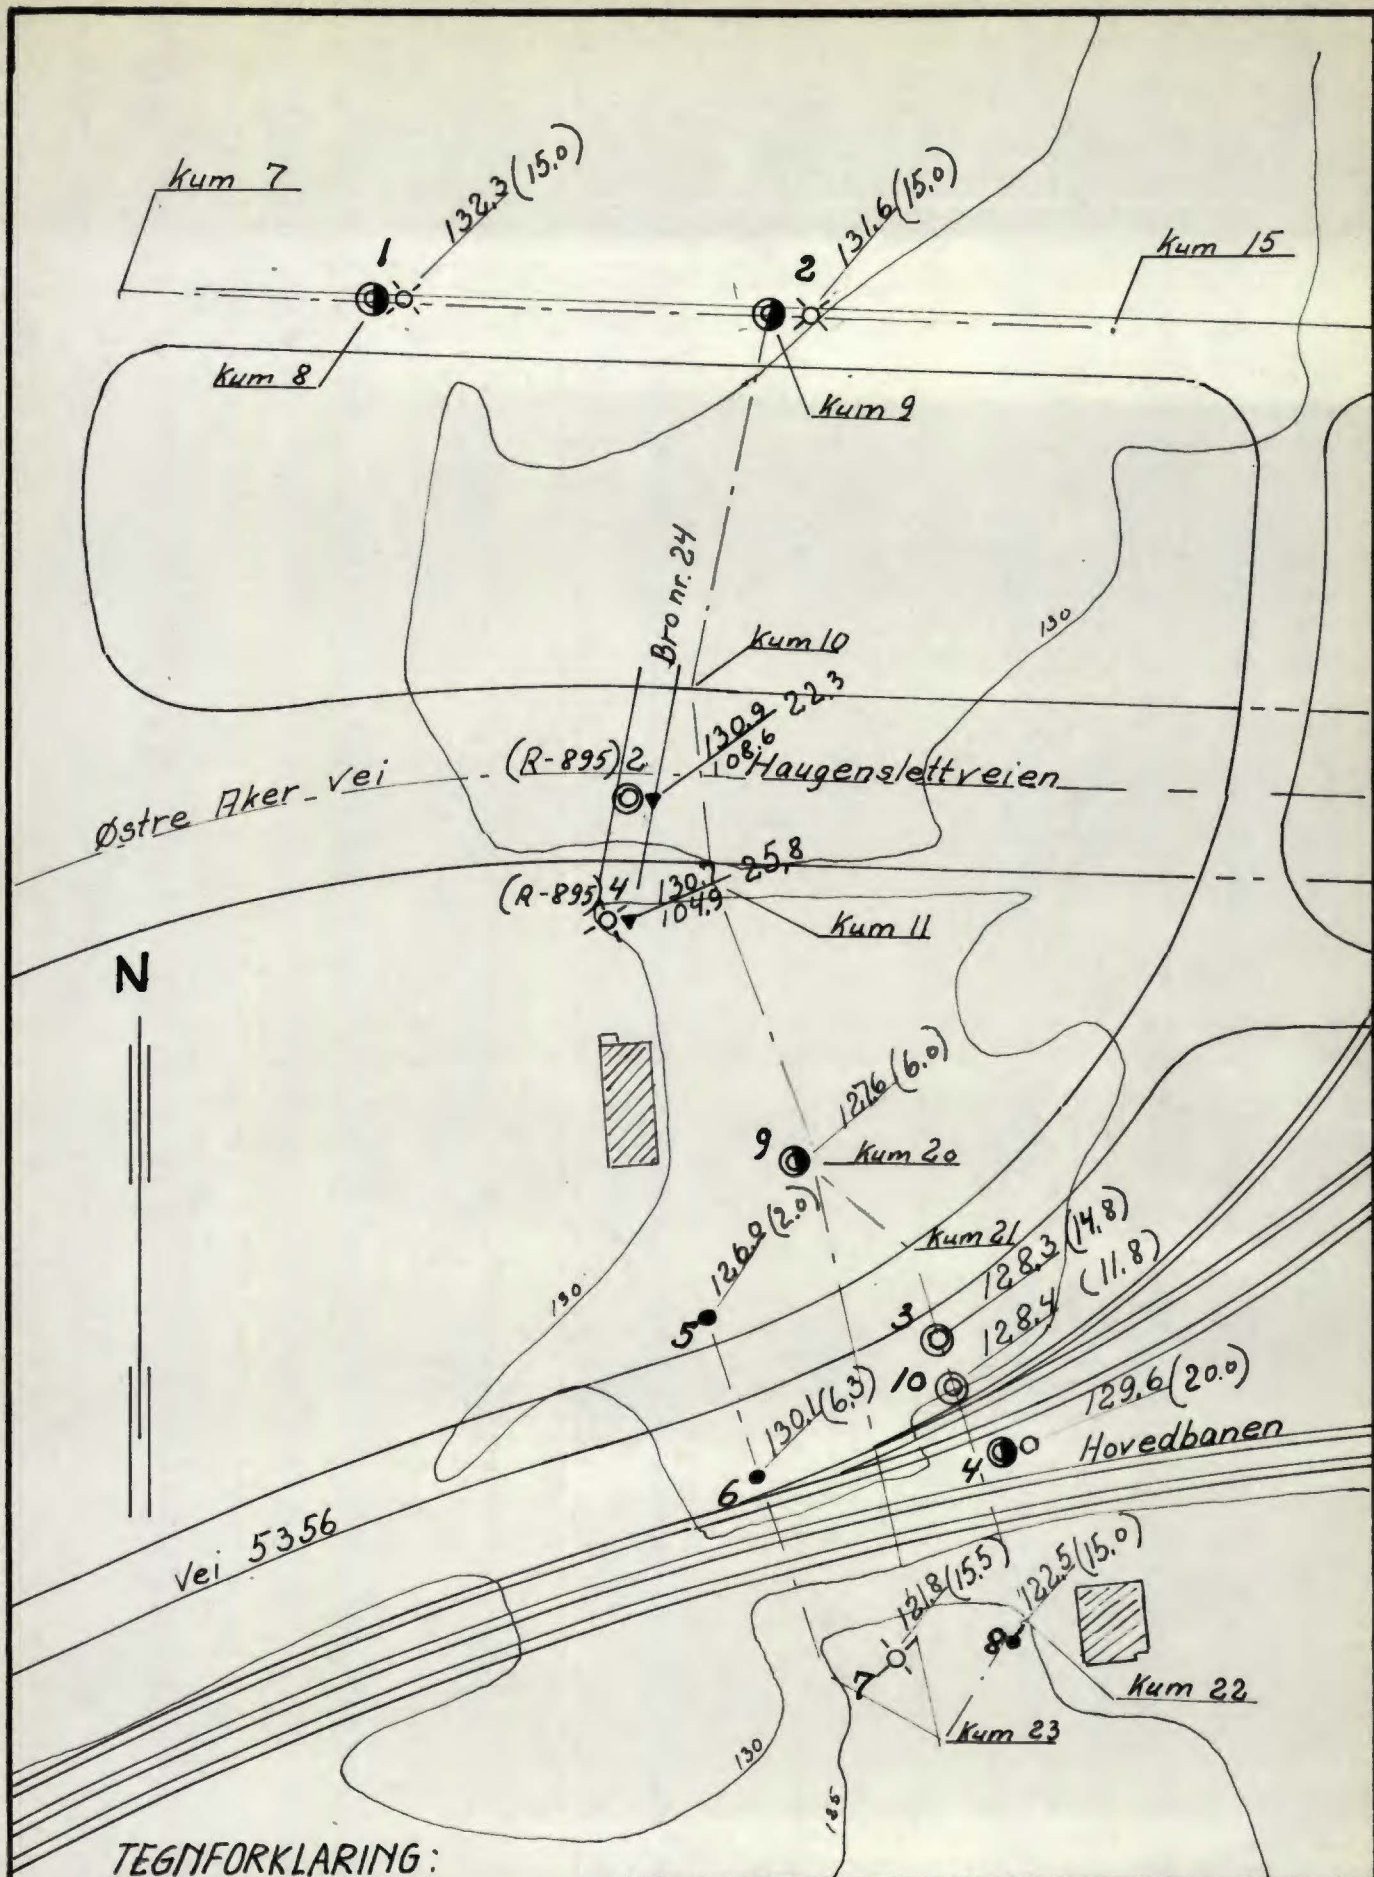 Kum 7
132,3 (15.0)
131,6 (15.0)
1
2
Kum 15
Kum 8
Kum 9
Bro nr. 24
130
Kum 10
130,9
108,6
22,3
(R-895) 2
Haugenslettveien
Østre Aker vei
(R-895) 4
130,7
104,9
25,8
Kum 11
N
127,6 (6.0)
9
Kum 20
126,9 (2.0)
Kum 21
128,3 (14.8)
128,4 (11.8)
130
5
3
10
130,1 (6,3)
129,6 (20.0)
Hovedbanen
4
6
Vei 5356
121,8 (15.5)
122,5 (15.0)
8
7
Kum 22
Kum 23
130
TEGNFORKLARING: